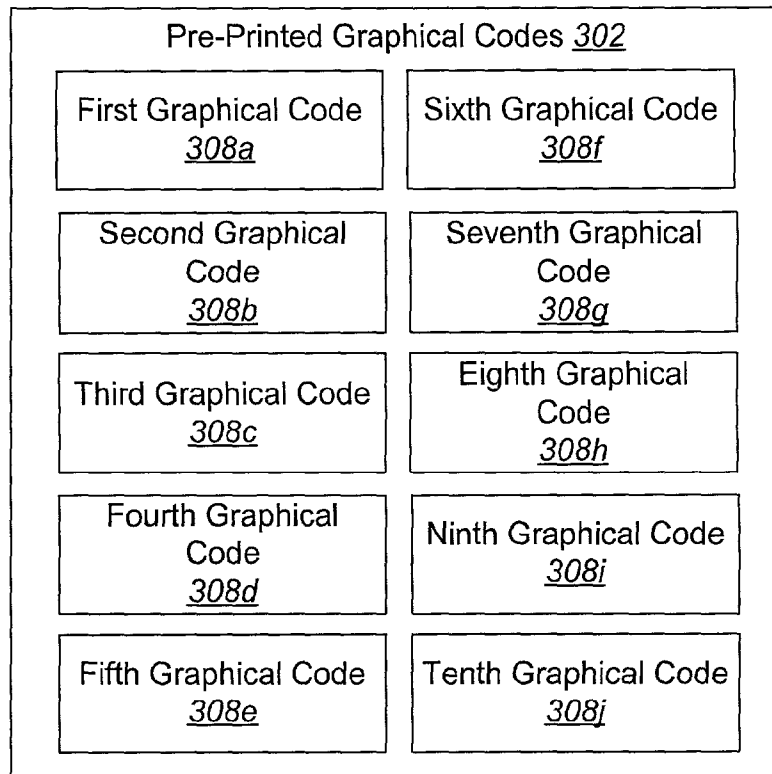 Pre-Printed Graphical Codes 302
First Graphical Code
308a
Second Graphical
Code
308b
Third Graphical Code
308c
Fourth Graphical
Code
308d
Fifth Graphical Code
308e
Sixth Graphical Code
308f
Seventh Graphical
Code
308g
Eighth Graphical
Code
308h
Ninth Graphical Code
308i
Tenth Graphical Code
308j